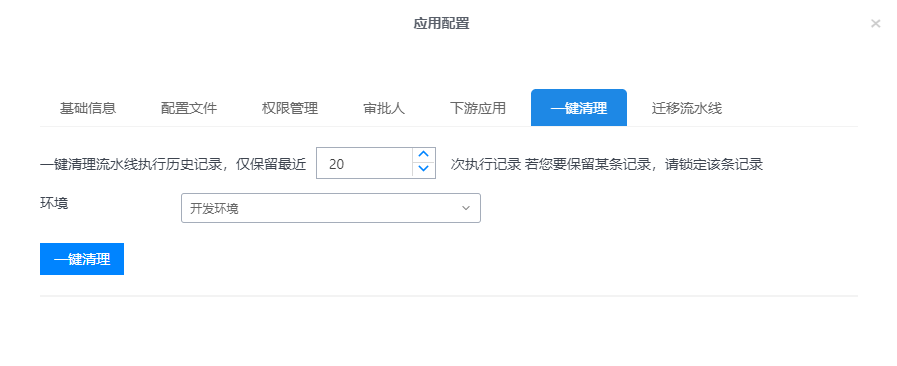 应用配置
基础信息 配置文件 权限管理 审批人 下游应用 一键清理 迁移流水线
一键清理流水线执行历史记录，仅保留最近 20 次执行记录 若您要保留某条记录，请锁定该条记录
环境 开发环境
一键清理